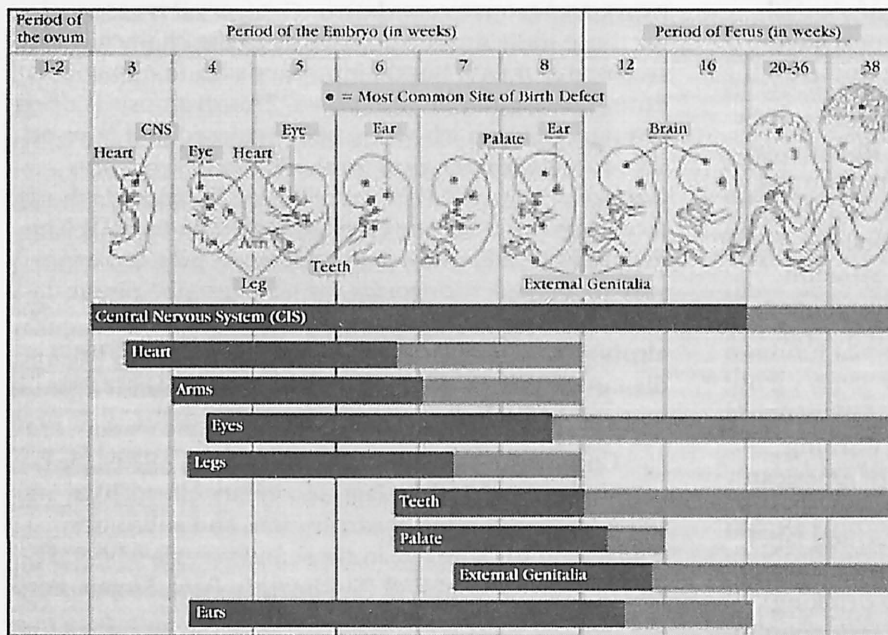 Period of the ovum
Period of the Embryo (in weeks)
Period of Fetus (in weeks)
1-2
3
4
5
6
7
8
12
16
20-36
38
• = Most Common Site of Birth Defect
CNS
Heart
Eye
Heart
Eye
Ear
Palate
Ear
Brain
Arm
Teeth
Leg
External Genitalia
Central Nervous System (CIS)
Heart
Arms
Eyes
Legs
Teeth
Palate
External Genitalia
Ears